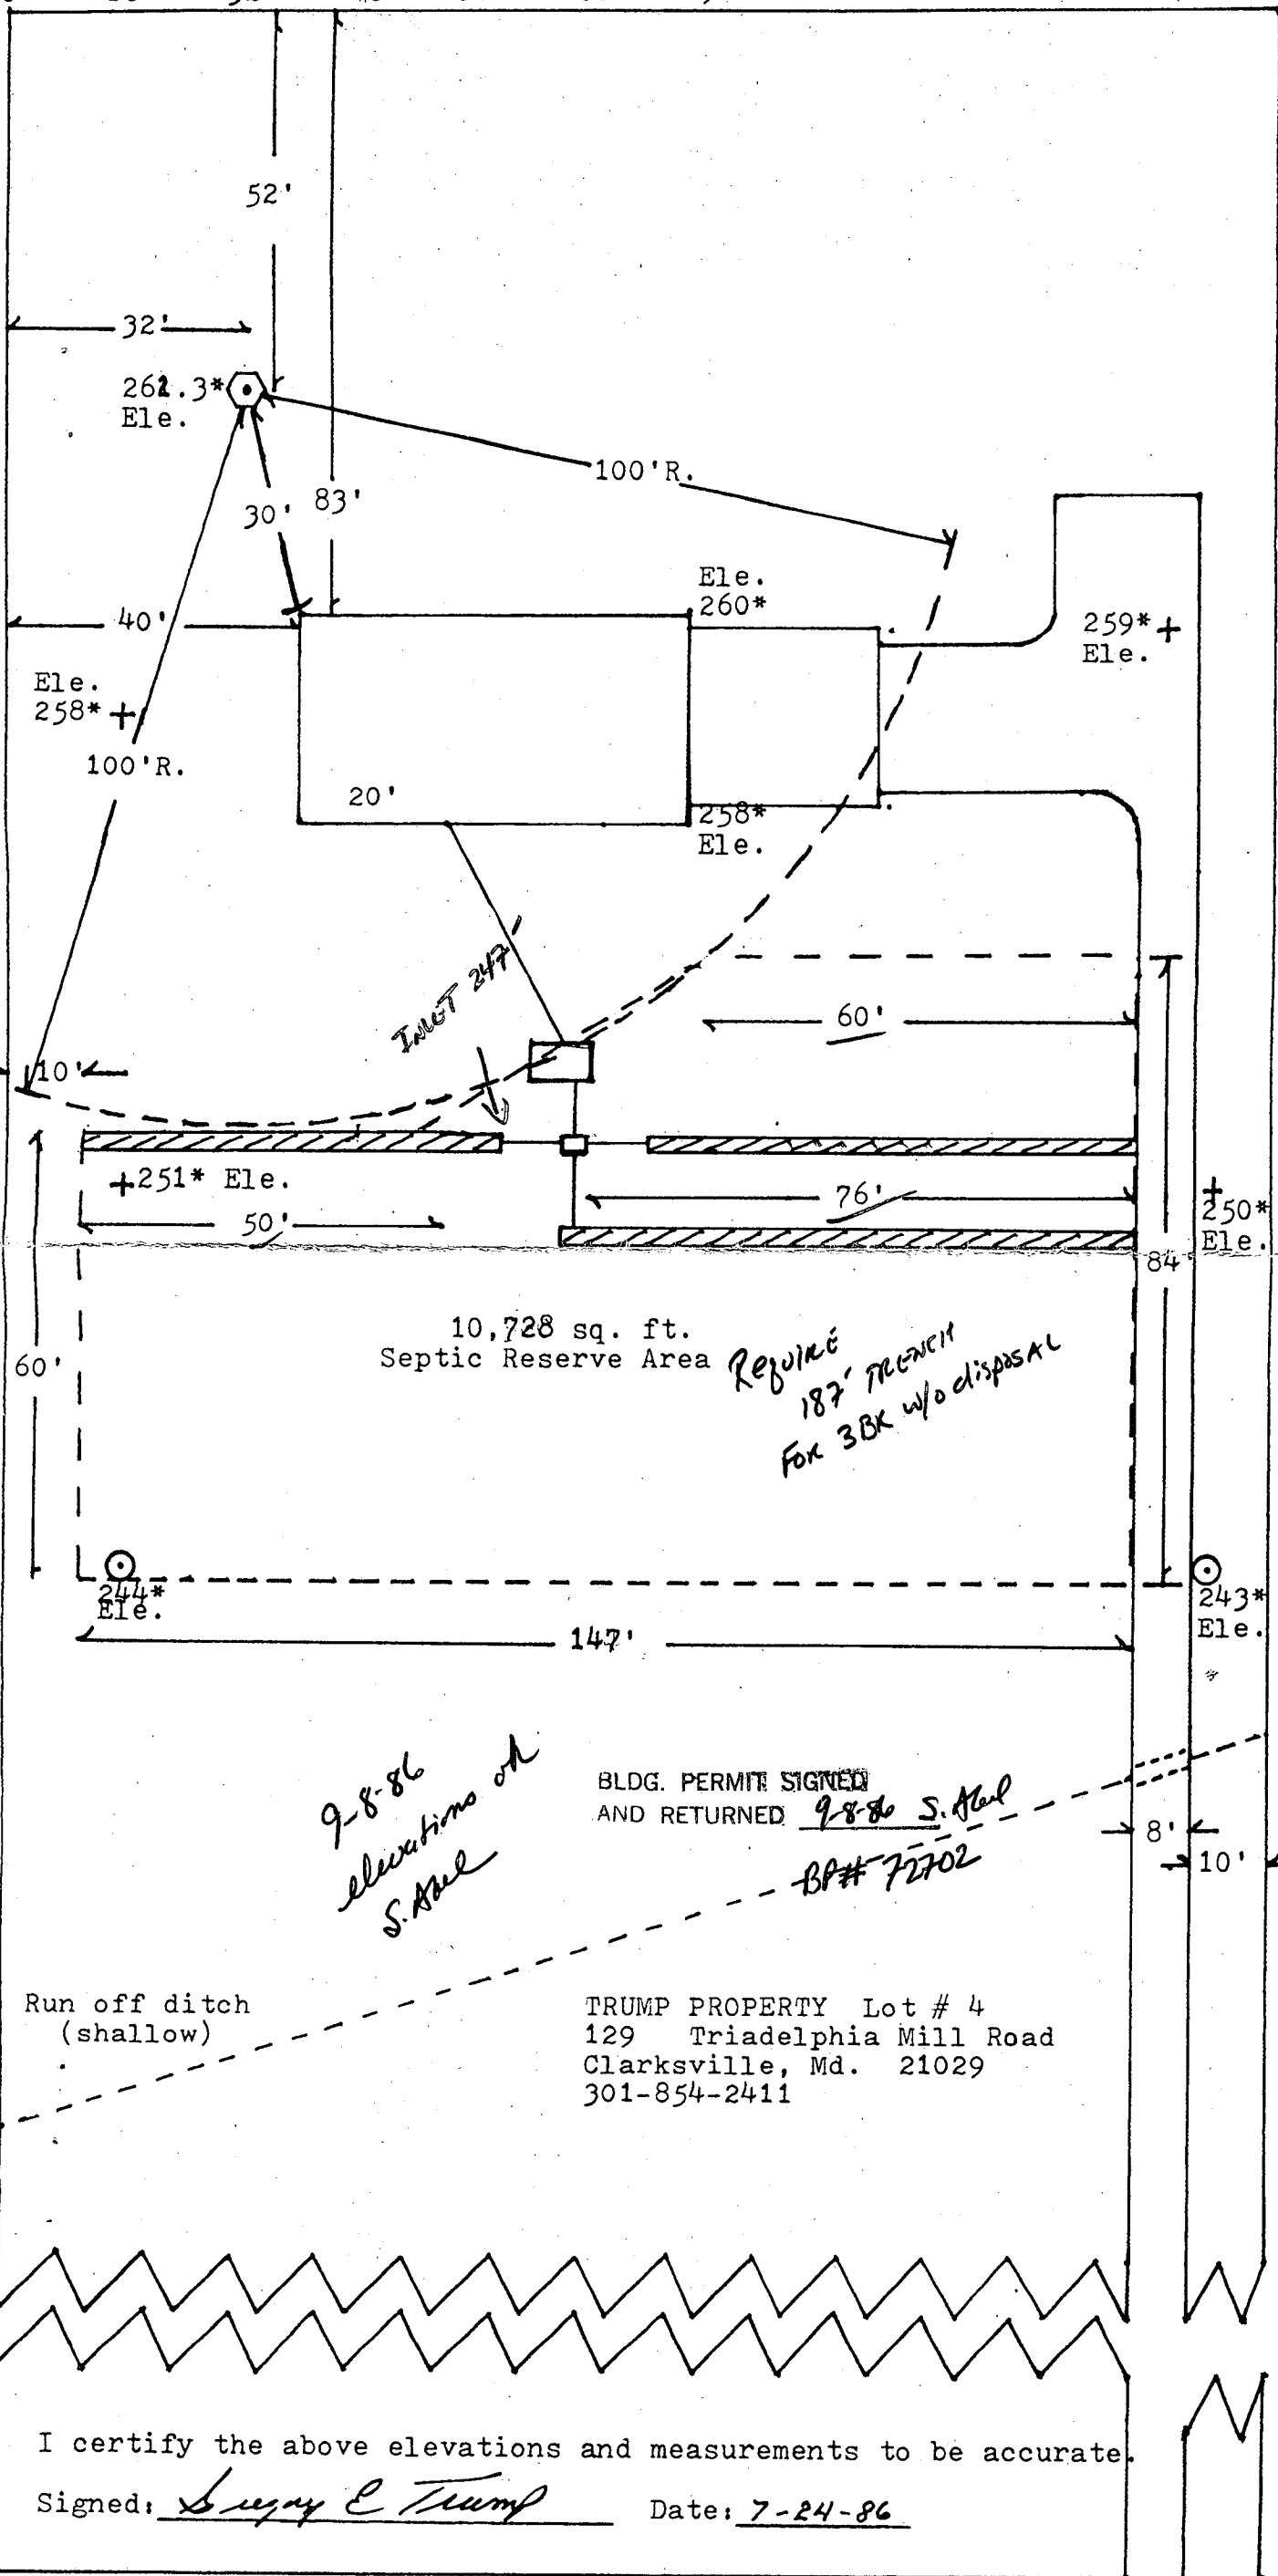 52'
32'
261.3*
Ele.
100'R.
30'
83'
Ele.
260*
40'
259*
Ele.
Ele.
258*
100'R.
20'
258*
Ele.
INLET 247'
60'
10'
251* Ele.
76'
250*
Ele.
50'
84
10,728 sq. ft.
Septic Reserve Area
60'
REQUIRE
187' TRENCH
FOR 3BR w/o disposal
244*
Ele.
243*
Ele.
147'
9-8-86
elevations ok
S. Abel
BLDG. PERMIT SIGNED
AND RETURNED 9-8-86 S. Abel
BP# 72702
8'
10'
Run off ditch
(shallow)
TRUMP PROPERTY Lot # 4
129 Triadelphia Mill Road
Clarksville, Md. 21029
301-854-2411
I certify the above elevations and measurements to be accurate.
Signed: E Trump Date: 7-24-86